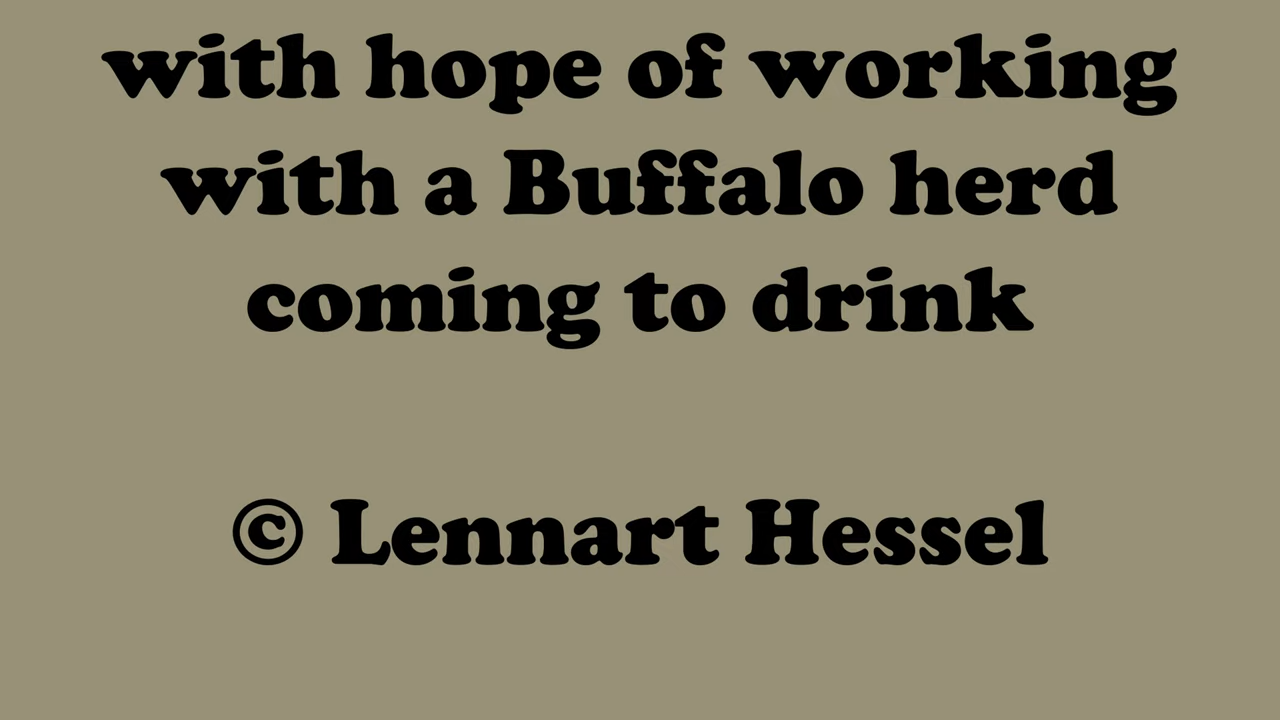 with hope of working
with a Buffalo herd
coming to drink
© Lennart Hessel